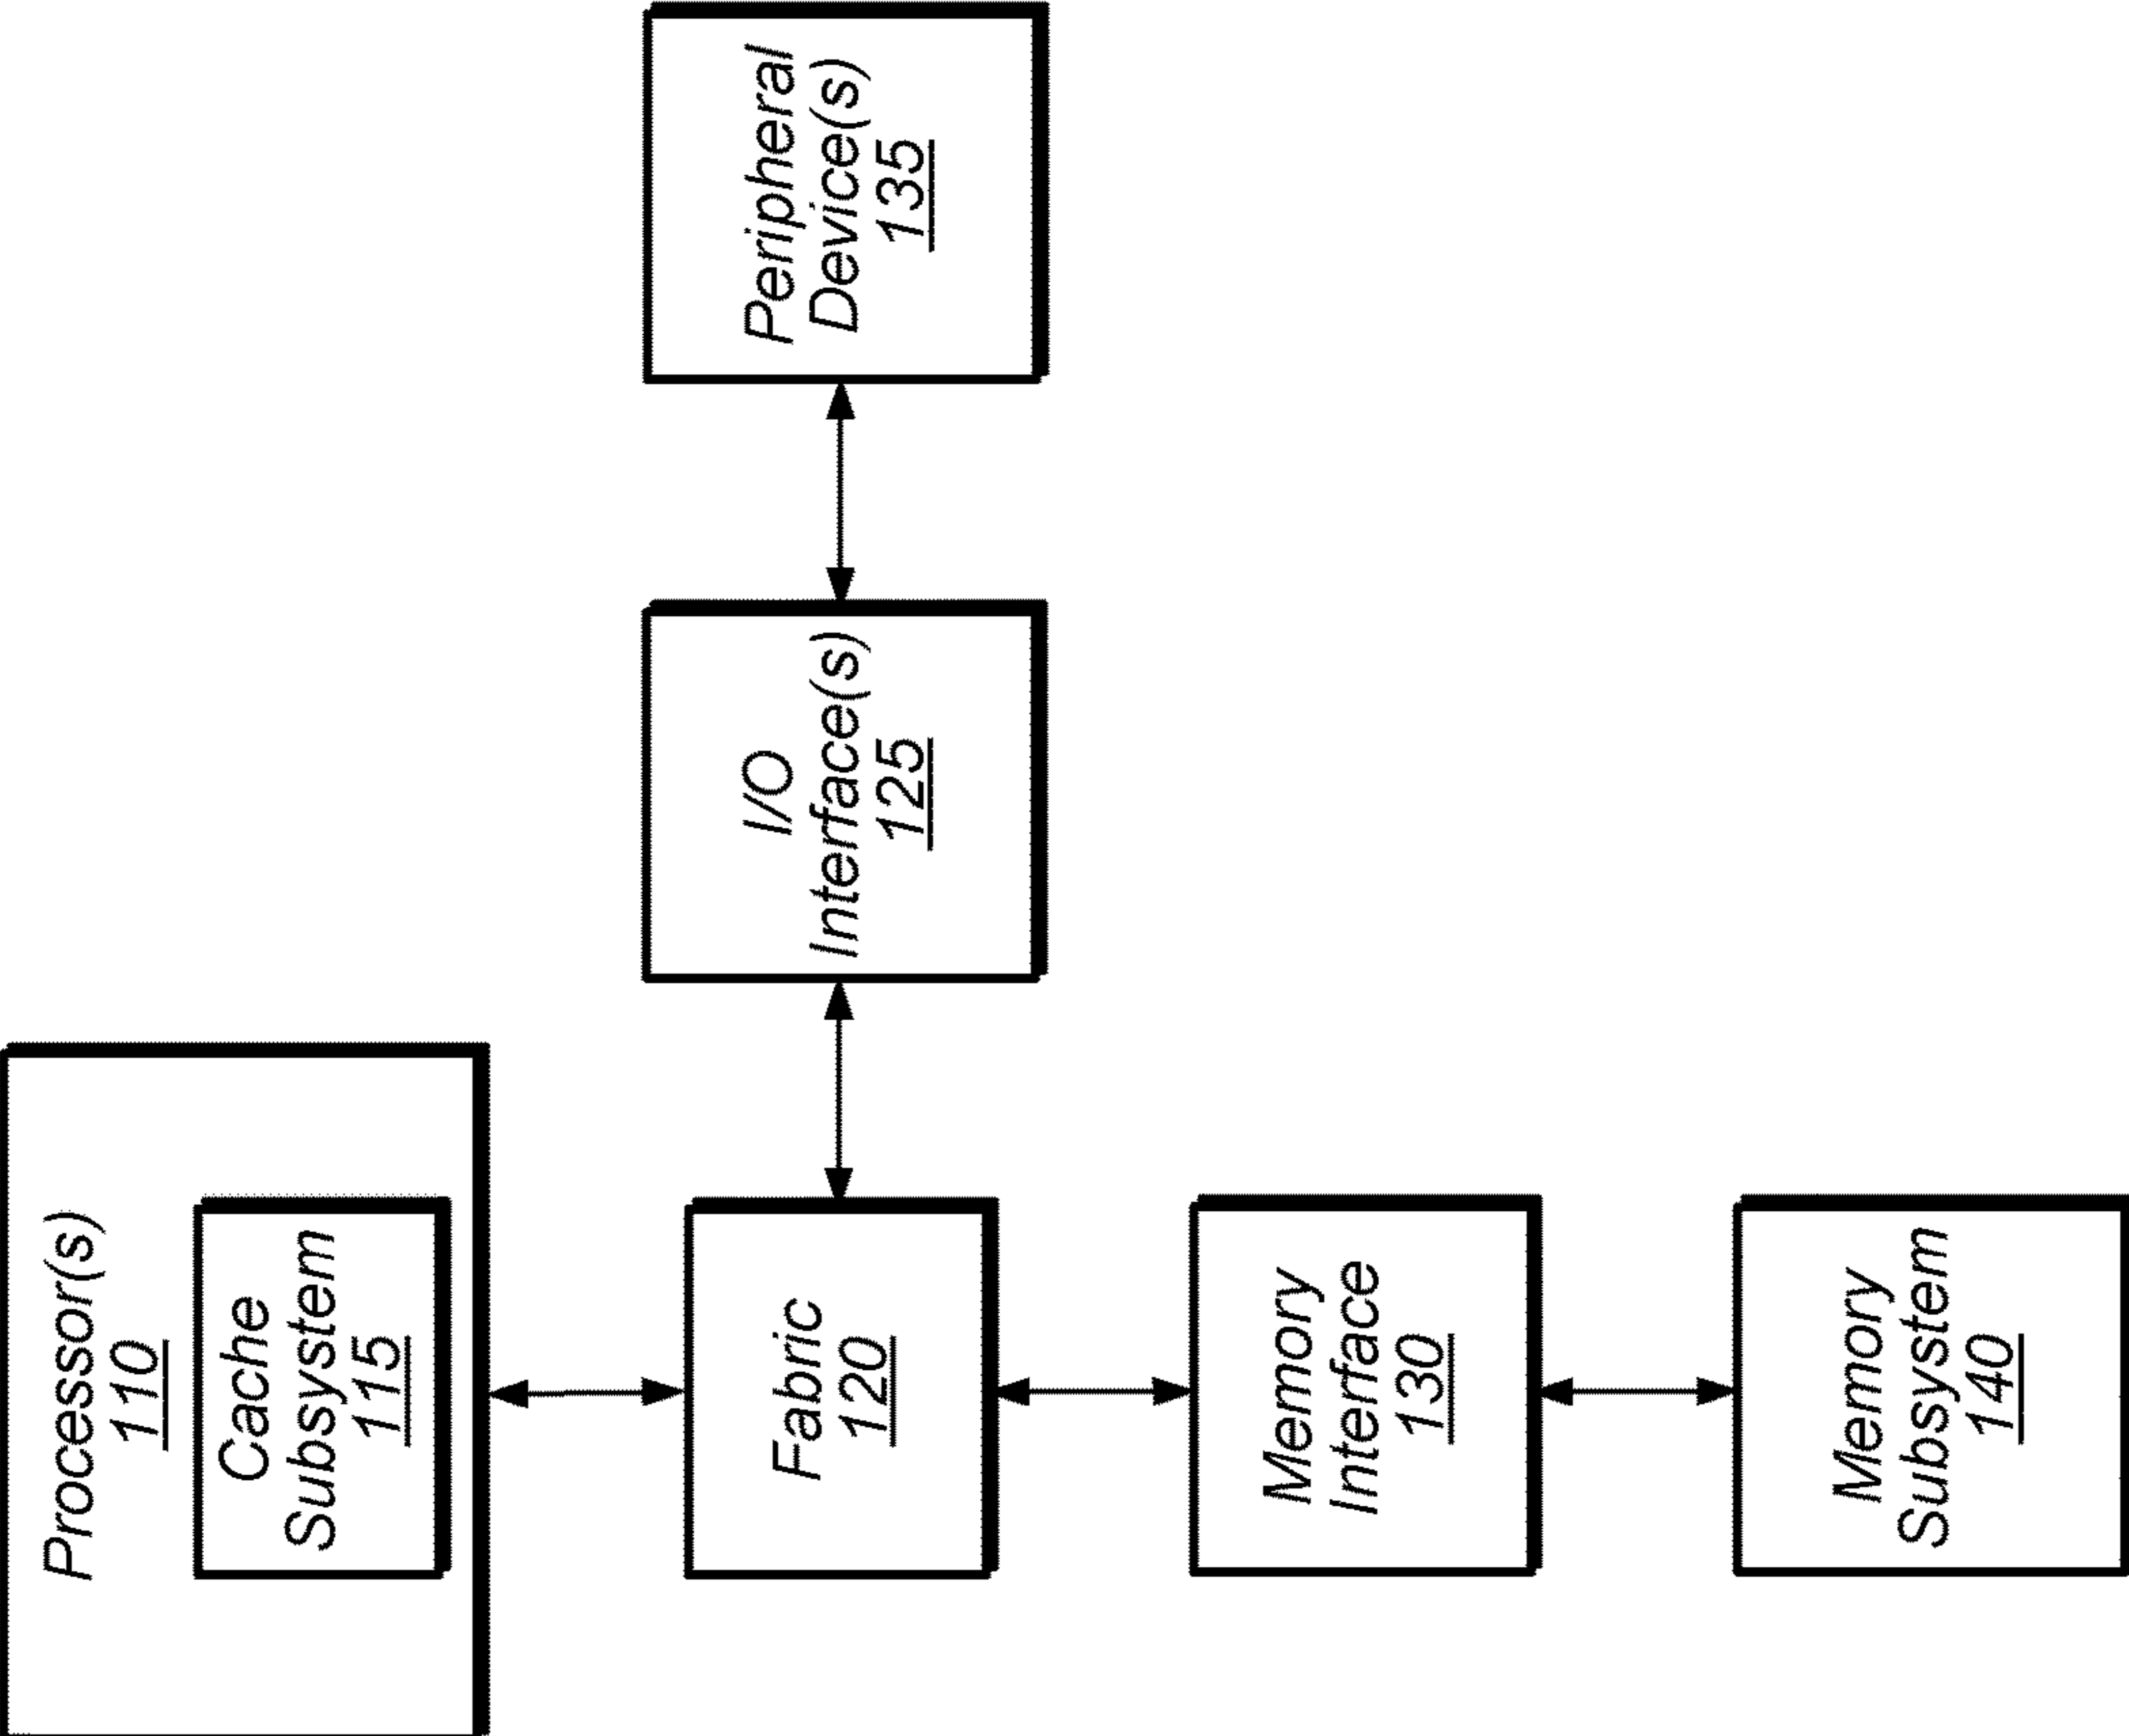 Processor(s)
110
Cache
Subsystem
115
Fabric
120
I/O
Interface(s)
125
Peripheral
Device(s)
135
Memory
Interface
130
Memory
Subsystem
140